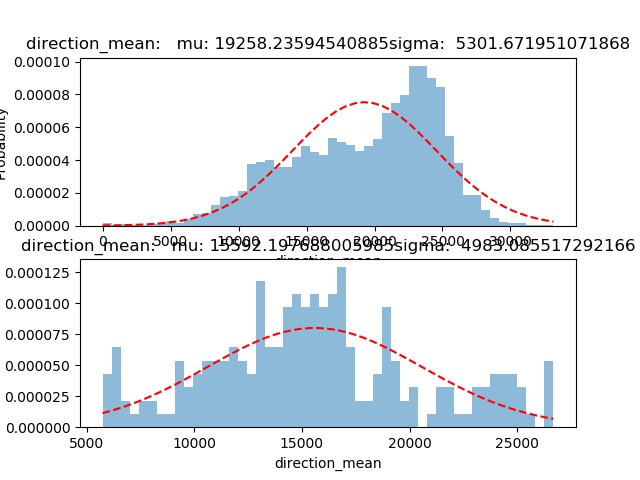 direction_mean:   mu: 19258.23594540885sigma:  5301.671951071868
0.00010
0.00008
0.00006
0.00004
0.00002
0.00000
Probability
0 5000 10000 15000 20000 25000 30000
direction_mean
direction_mean:   mu: 15592.197688005985sigma:  4983.085517292166
0.000125
0.000100
0.000075
0.000050
0.000025
0.000000
5000 10000 15000 20000 25000
direction_mean